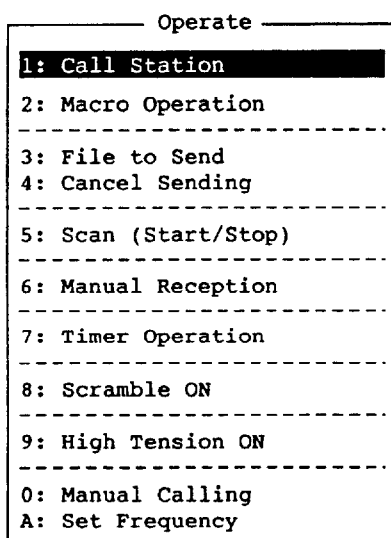 Operate
1: Call Station
2: Macro Operation
3: File to Send
4: Cancel Sending
5: Scan (Start/Stop)
6: Manual Reception
7: Timer Operation
8: Scramble ON
9: High Tension ON
0: Manual Calling
A: Set Frequency